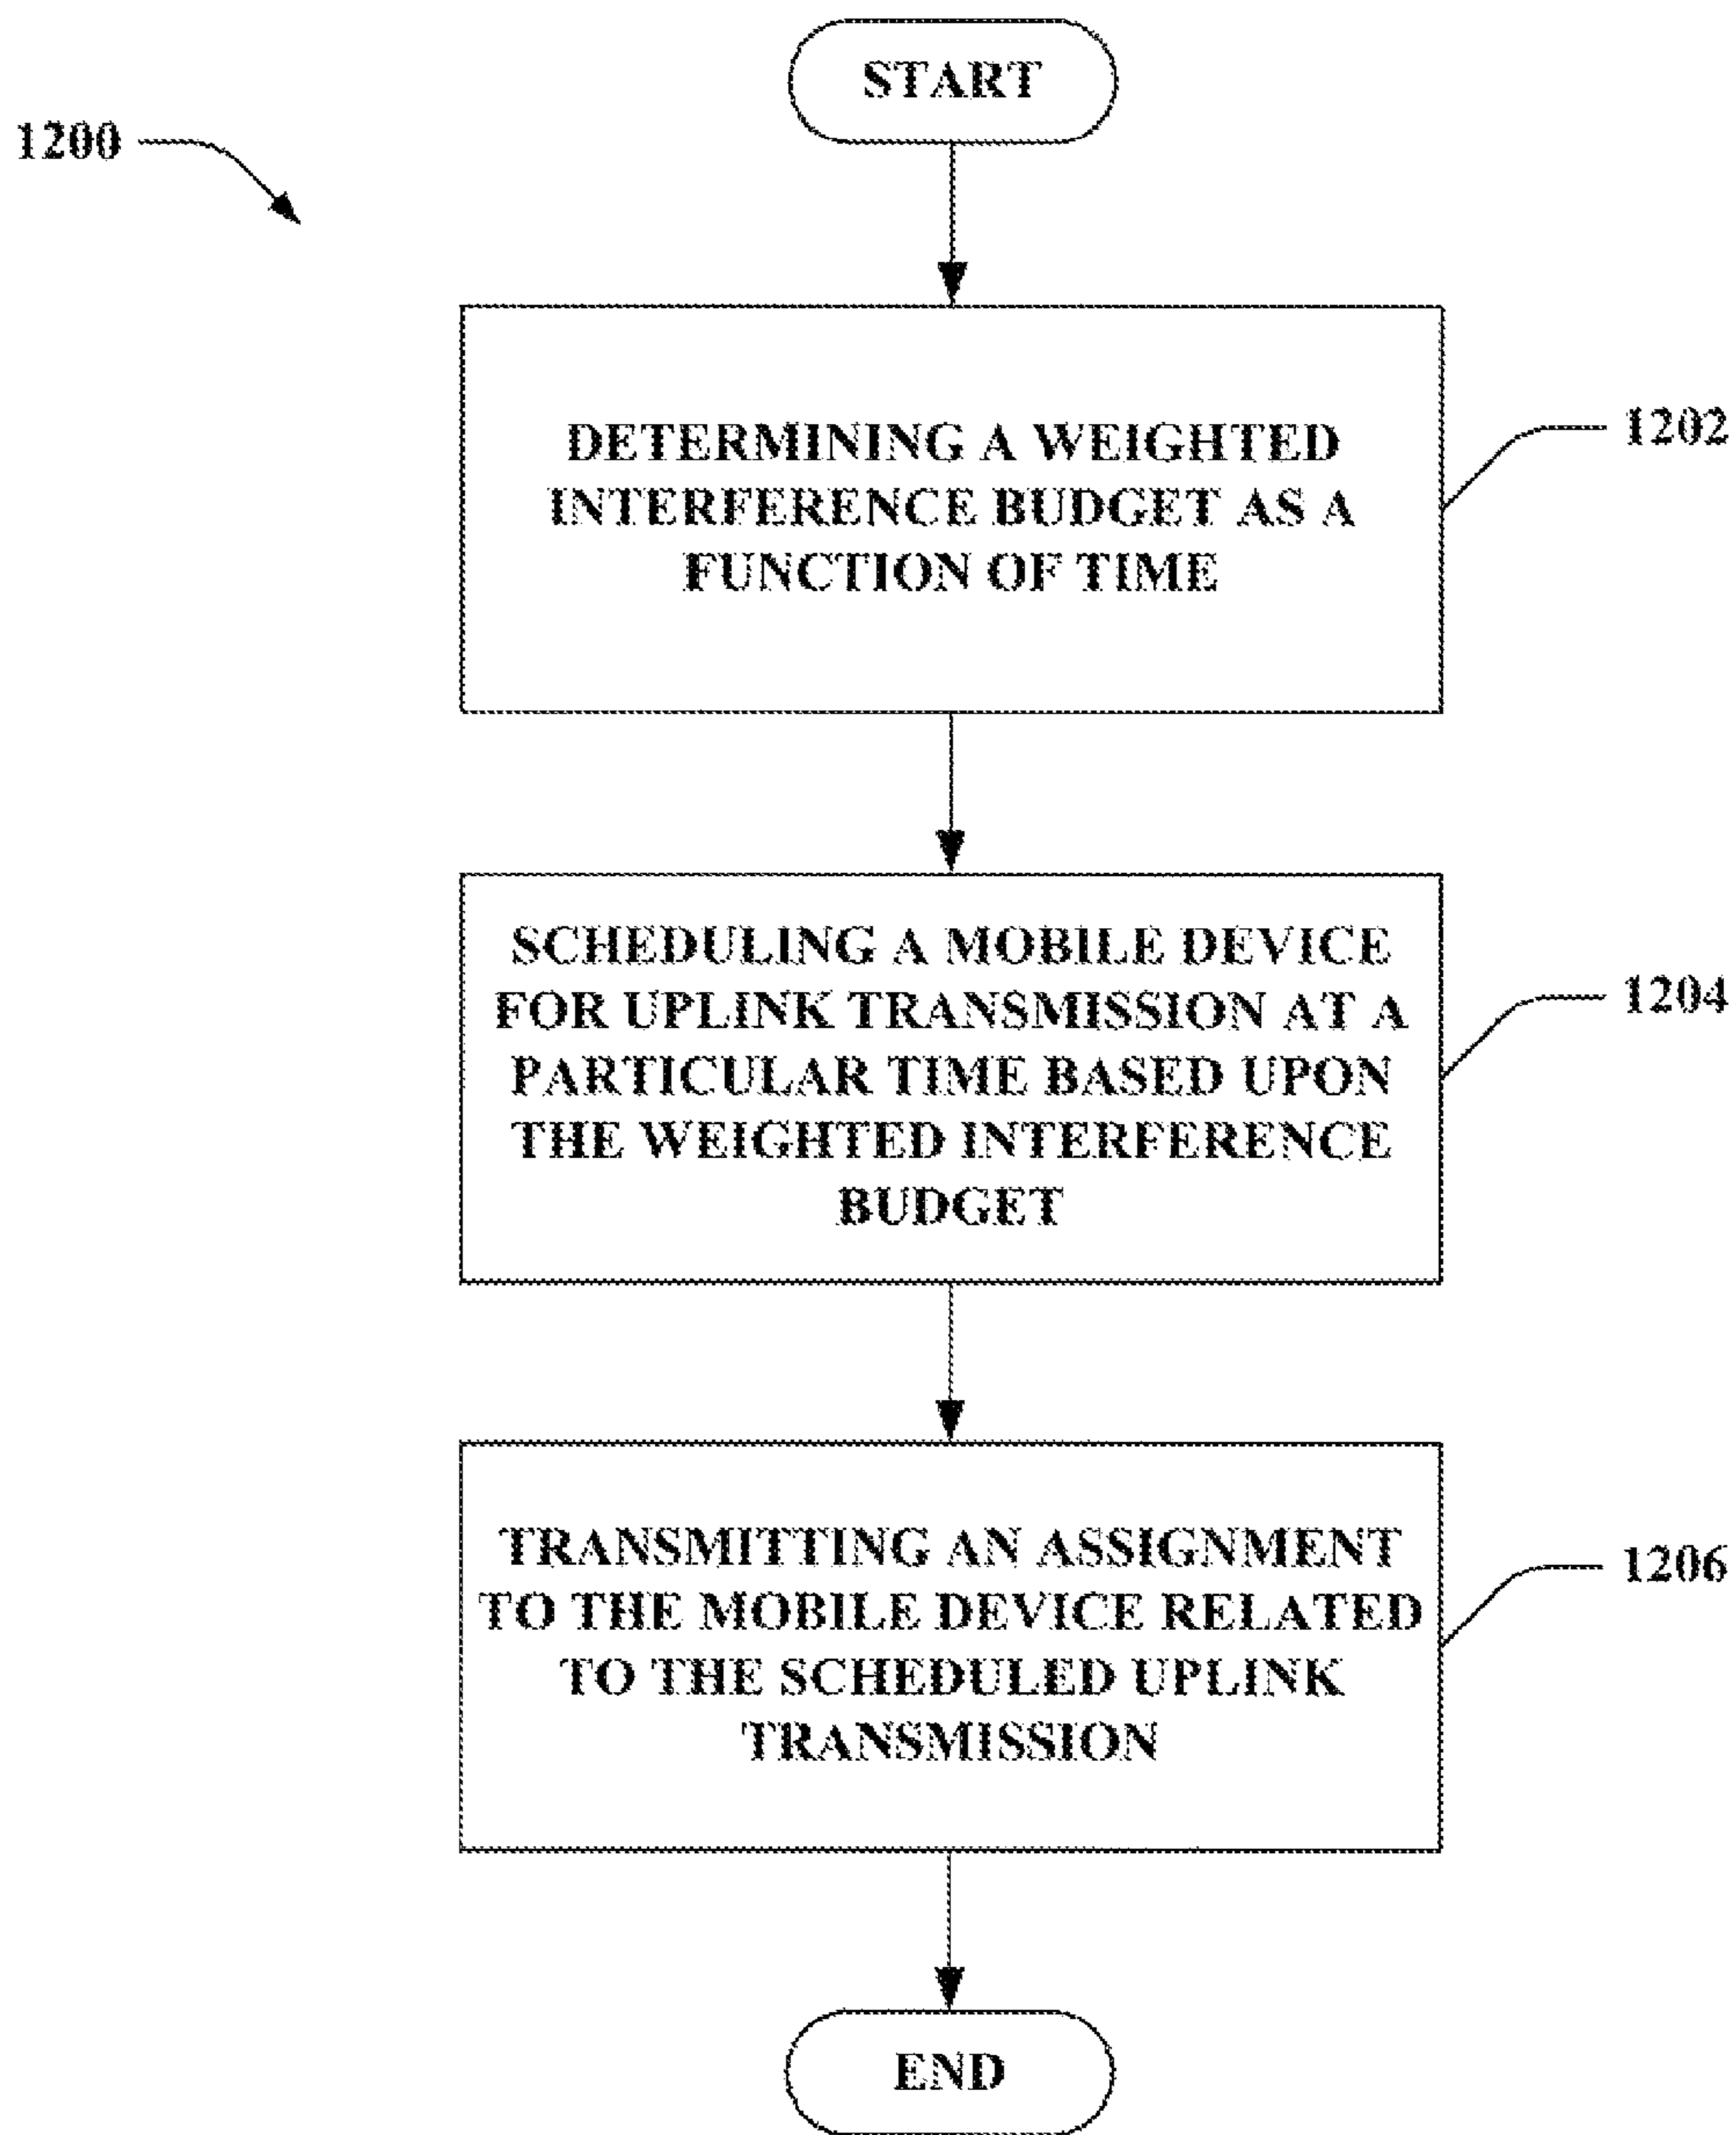 START
1200
DETERMINING A WEIGHTED
INTERFERENCE BUDGET AS A
FUNCTION OF TIME
1202
SCHEDULING A MOBILE DEVICE
FOR UPLINK TRANSMISSION AT A
PARTICULAR TIME BASED UPON
THE WEIGHTED INTERFERENCE
BUDGET
1204
TRANSMITTING AN ASSIGNMENT
TO THE MOBILE DEVICE RELATED
TO THE SCHEDULED UPLINK
TRANSMISSION
1206
END